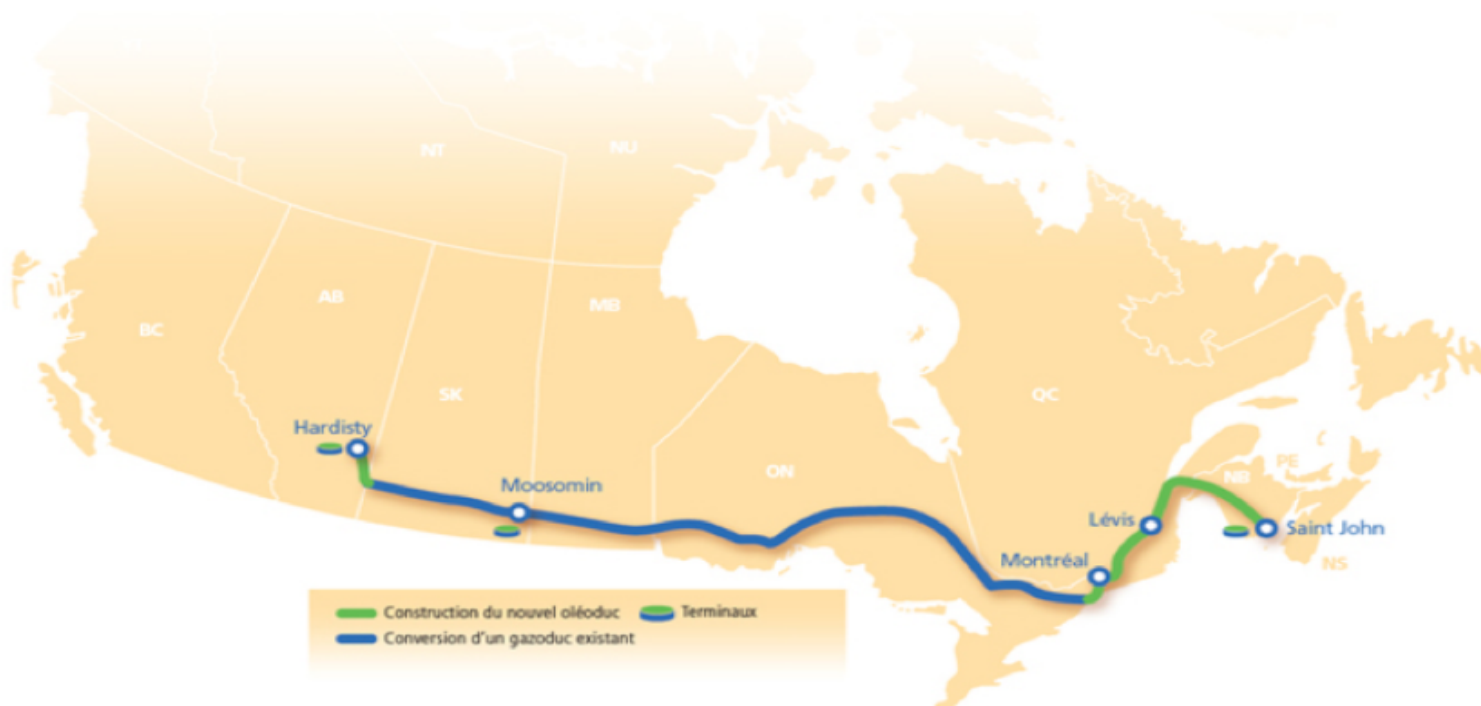 NT
NU
AB
MB
BC
SK
QC
Hardisty
ON
PE
NB
Moosomin
Lévis
Saint John
Montréal
NS
Construction du nouvel oléoduc
Terminaux
Conversion d'un gazoduc existant